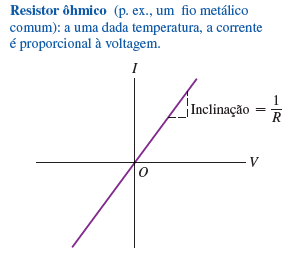 Resistor ôhmico (p. ex., um fio metálico
comum): a uma dada temperatura, a corrente
é proporcional à voltagem.
I
Inclinação = 1/R
V
O